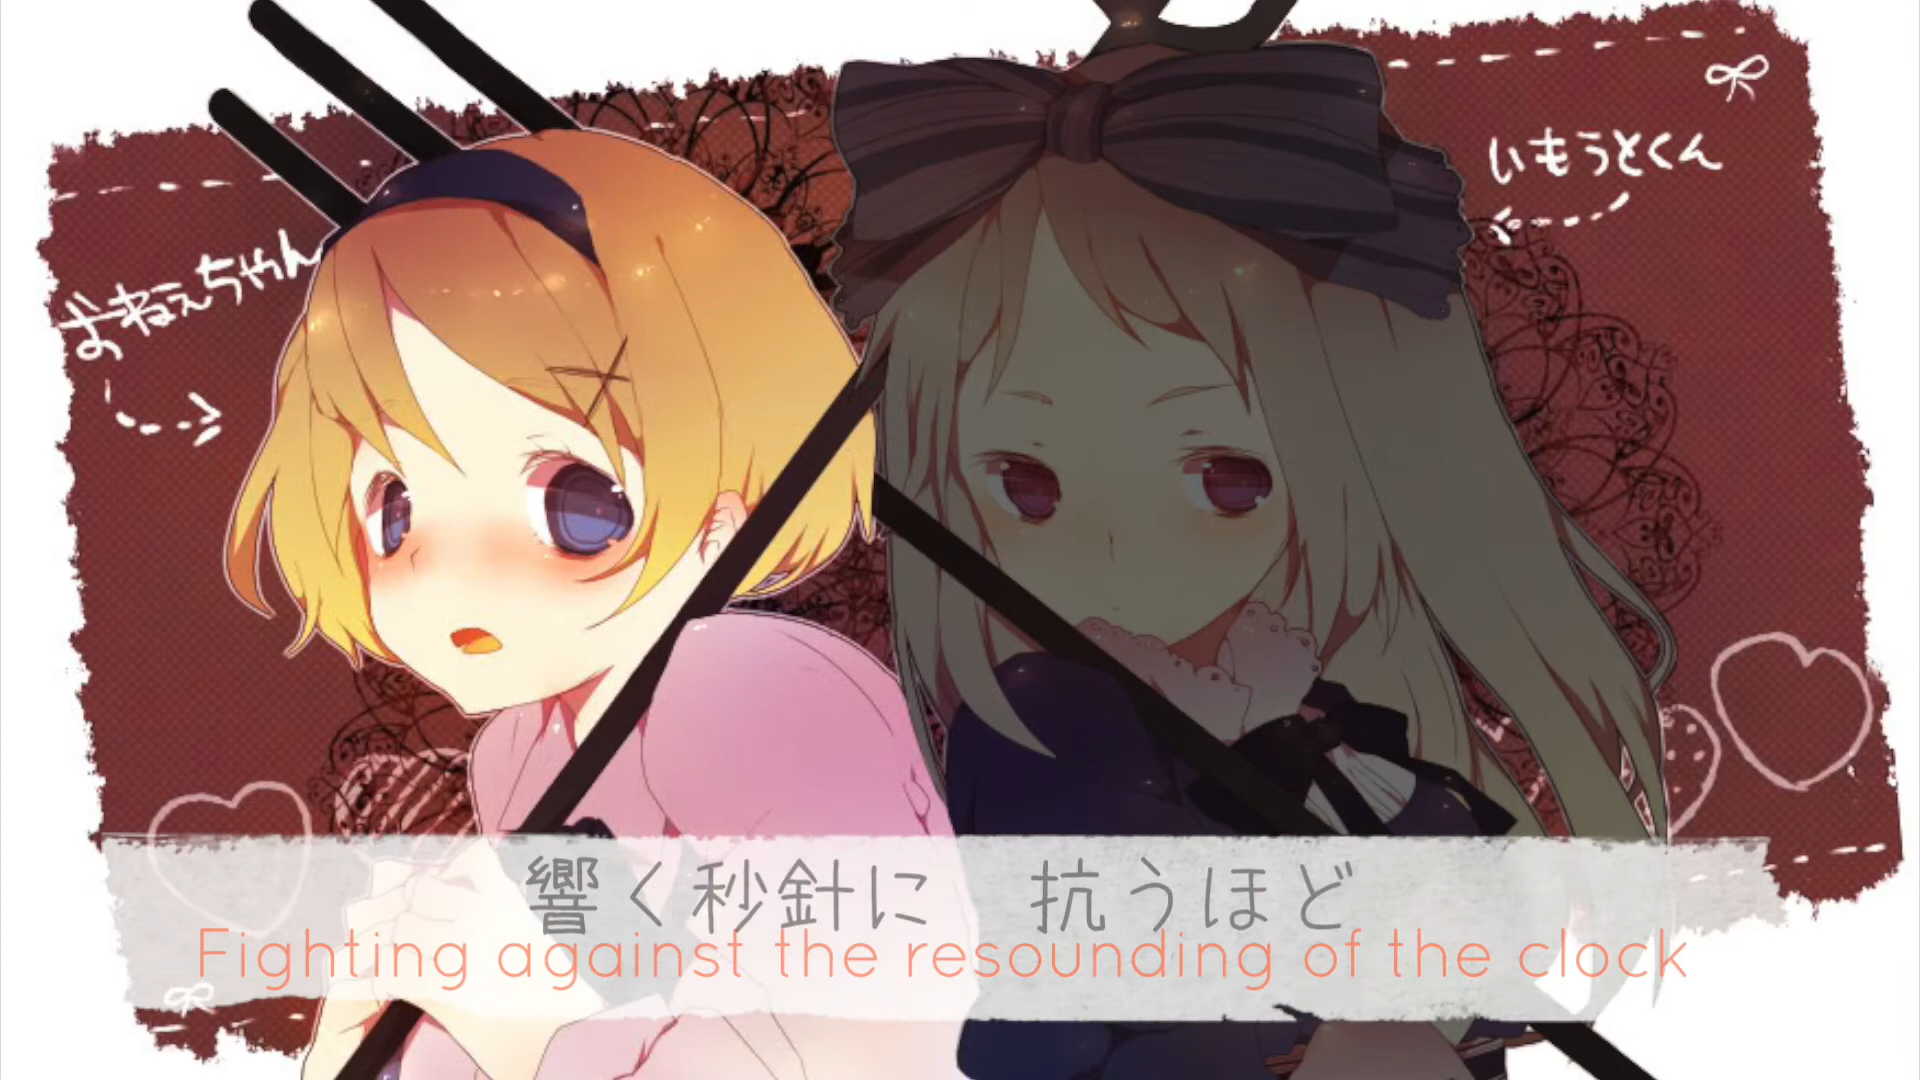 いもうとくん
おねぇちゃん
響く秒針に　抗うほど
Fighting against the resounding of the clock